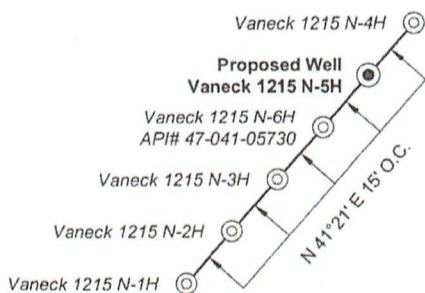 Vaneck 1215 N-4H
Proposed Well
Vaneck 1215 N-5H
Vaneck 1215 N-6H
API# 47-041-05730
Vaneck 1215 N-3H
Vaneck 1215 N-2H
Vaneck 1215 N-1H
N 41°21' E 15' O.C.